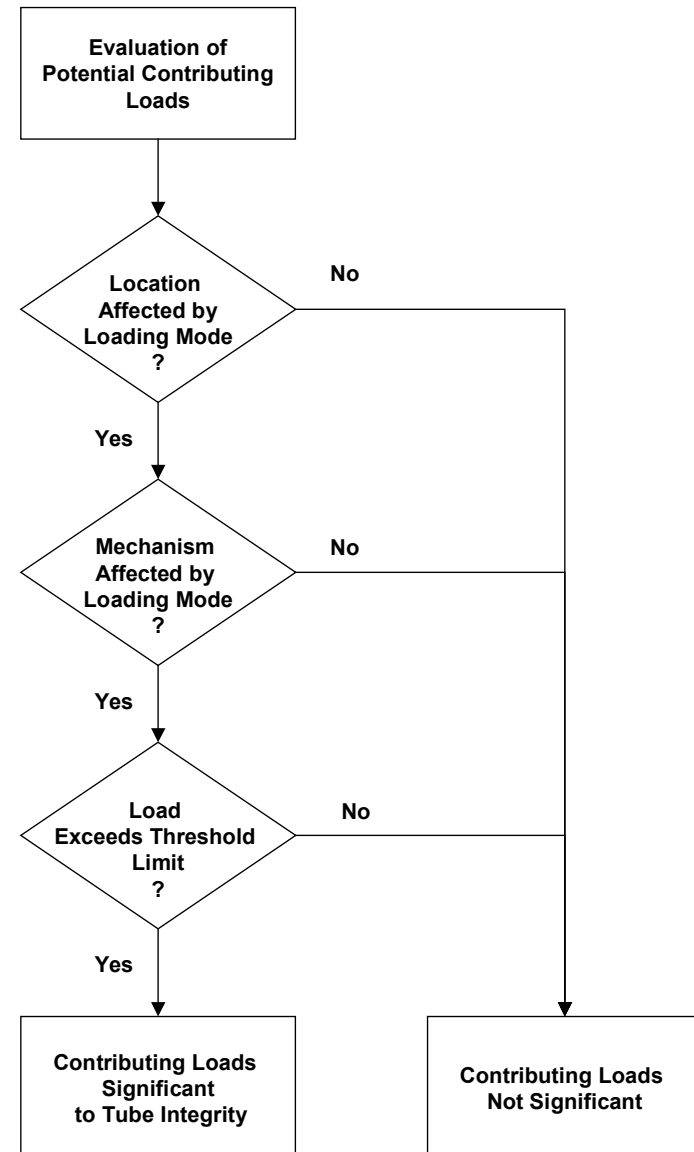 Evaluation of
Potential Contributing
Loads
Location
Affected by
Loading Mode
?
No
Yes
Mechanism
Affected by
Loading Mode
?
No
Yes
Load
Exceeds Threshold
Limit
?
No
Yes
Contributing Loads
Significant
to Tube Integrity
Contributing Loads
Not Significant